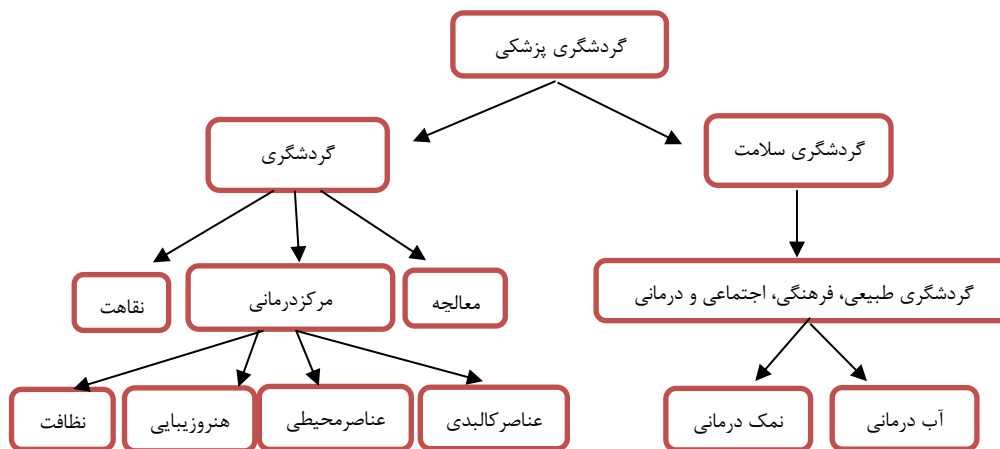 گردشگری پزشکی
گردشگری سلامت
گردشگری
گردشگری طبیعی، فرهنگی، اجتماعی و درمانی
معالجه
مرکزدرمانی
نقاهت
آب درمانی
نمک درمانی
عناصرکالبدی
عناصرمحیطی
هنروزیبایی
نظافت